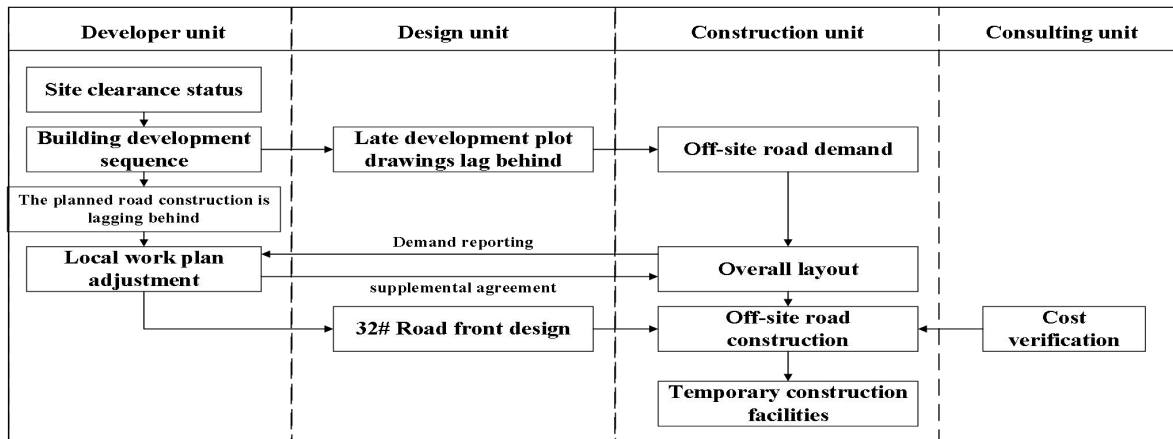 Developer unit
Design unit
Construction unit
Consulting unit
Site clearance status
Building development
sequence
Late development plot
drawings lag behind
Off-site road demand
The planned road construction is
lagging behind
Demand reporting
Local work plan
adjustment
Overall layout
supplemental agreement
32# Road front design
Off-site road
construction
Cost
verification
Temporary construction
facilities